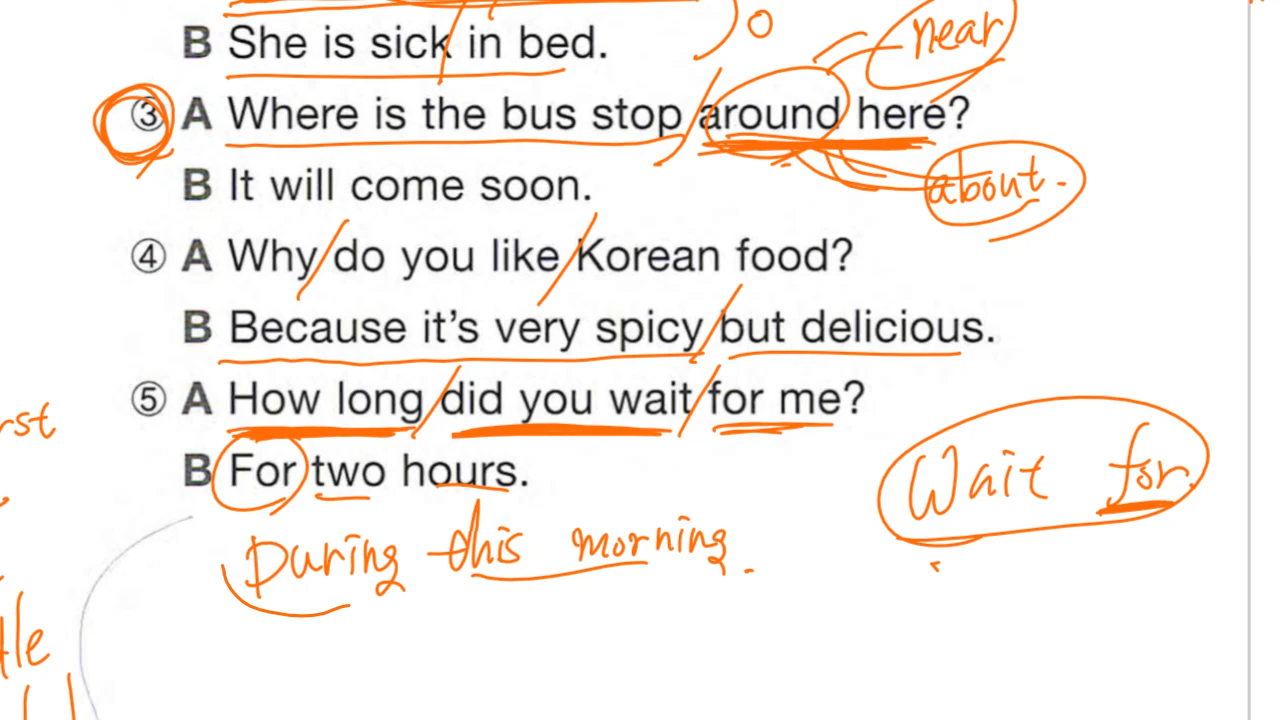 B She is sick in bed.
near
③ A Where is the bus stop around here?
B It will come soon.
about.
④ A Why do you like Korean food?
B Because it's very spicy but delicious.
⑤ A How long did you wait for me?
B For two hours.
Wait for.
During this morning.